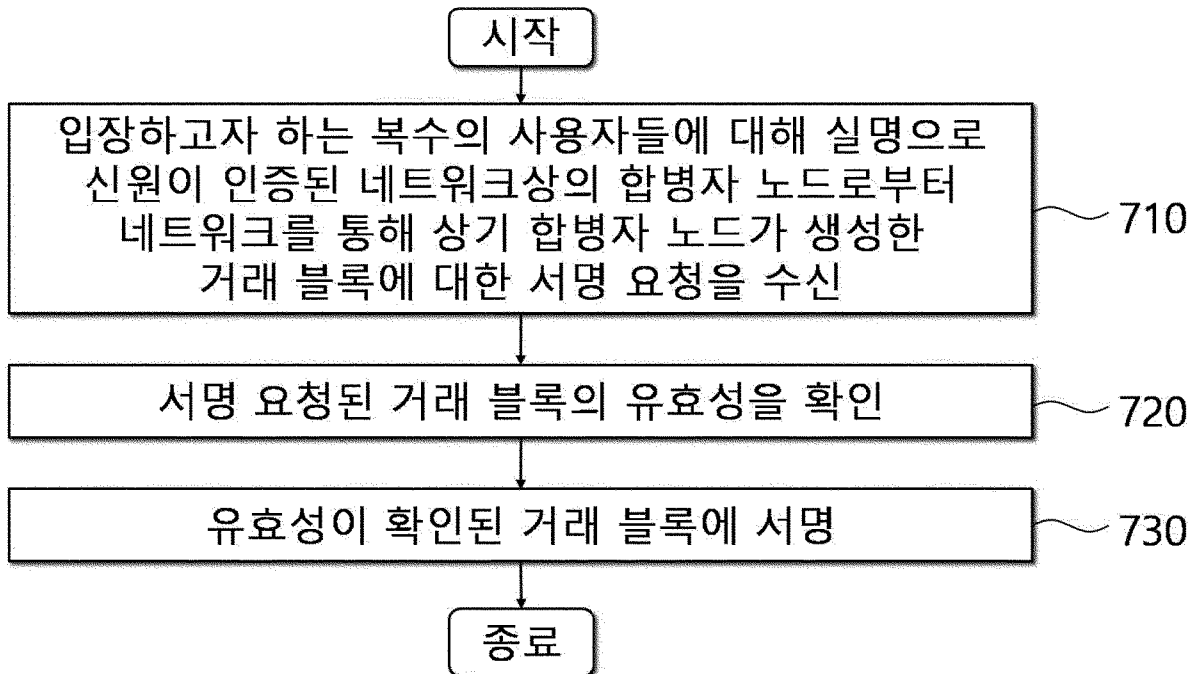 시작
입장하고자 하는 복수의 사용자들에 대해 실명으로
신원이 인증된 네트워크상의 합병자 노드로부터
네트워크를 통해 상기 합병자 노드가 생성한
거래 블록에 대한 서명 요청을 수신
710
서명 요청된 거래 블록의 유효성을 확인
720
유효성이 확인된 거래 블록에 서명
730
종료